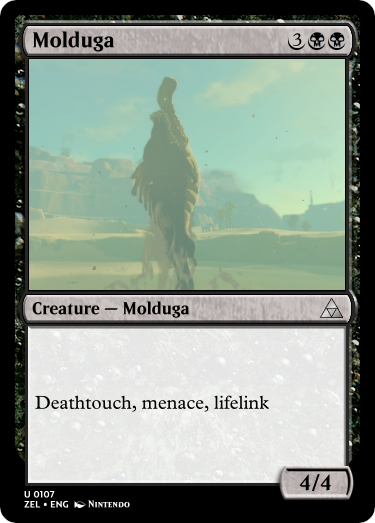 Molduga 3
Creature — Molduga
Deathtouch, menace, lifelink
4/4
U 0107
ZEL • ENG Nintendo